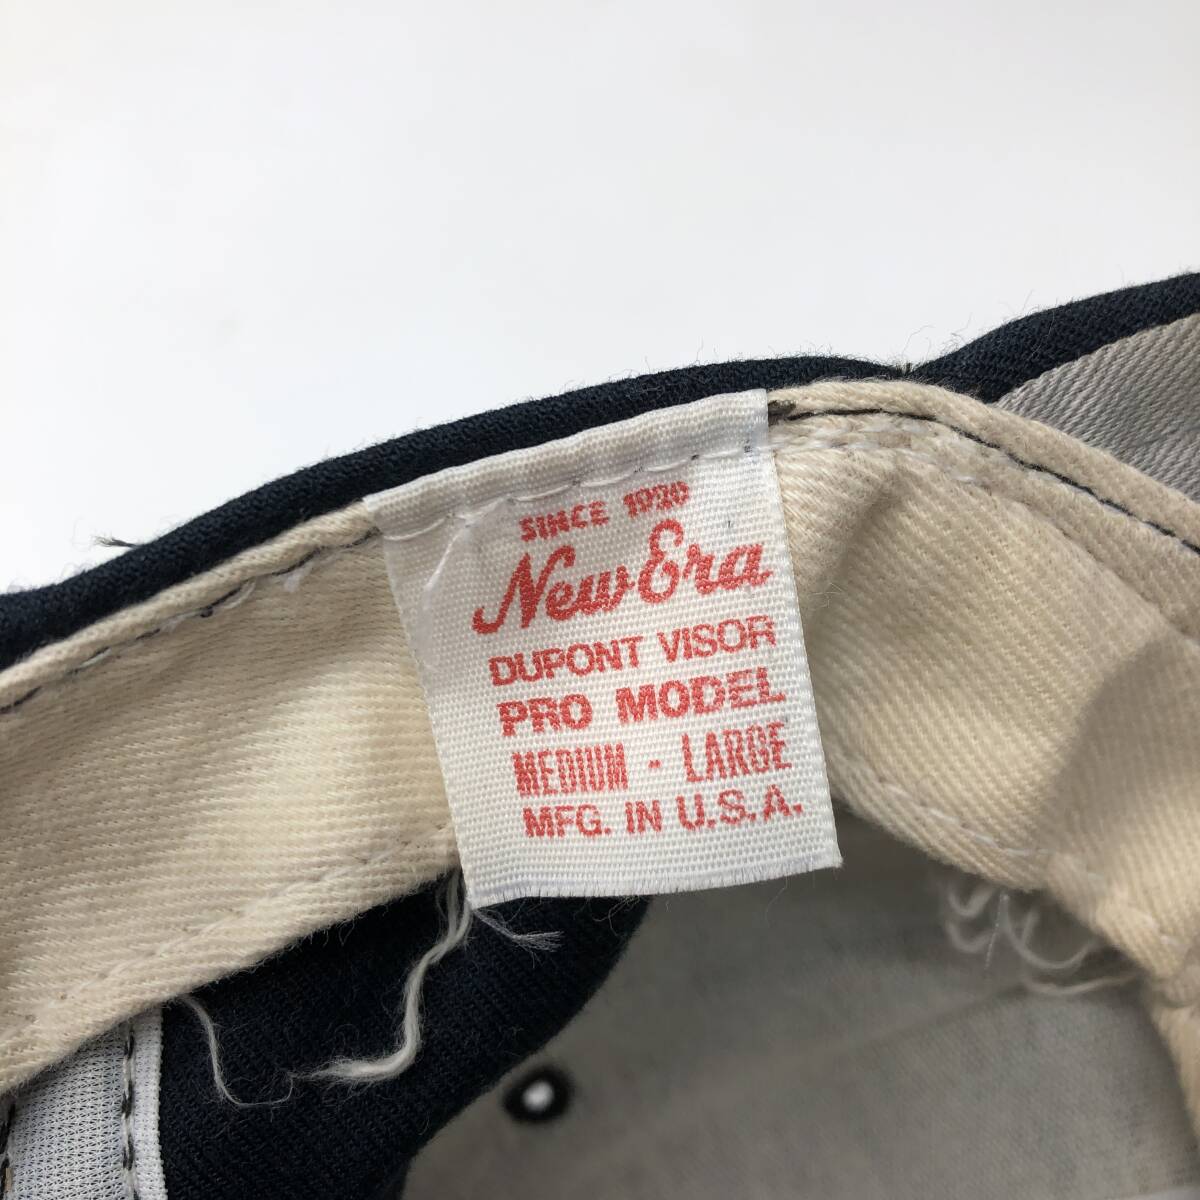 SINCE 1920
New Era
DUPONT VISOR
PRO MODEL
MEDIUM - LARGE
MFG. IN U.S.A.